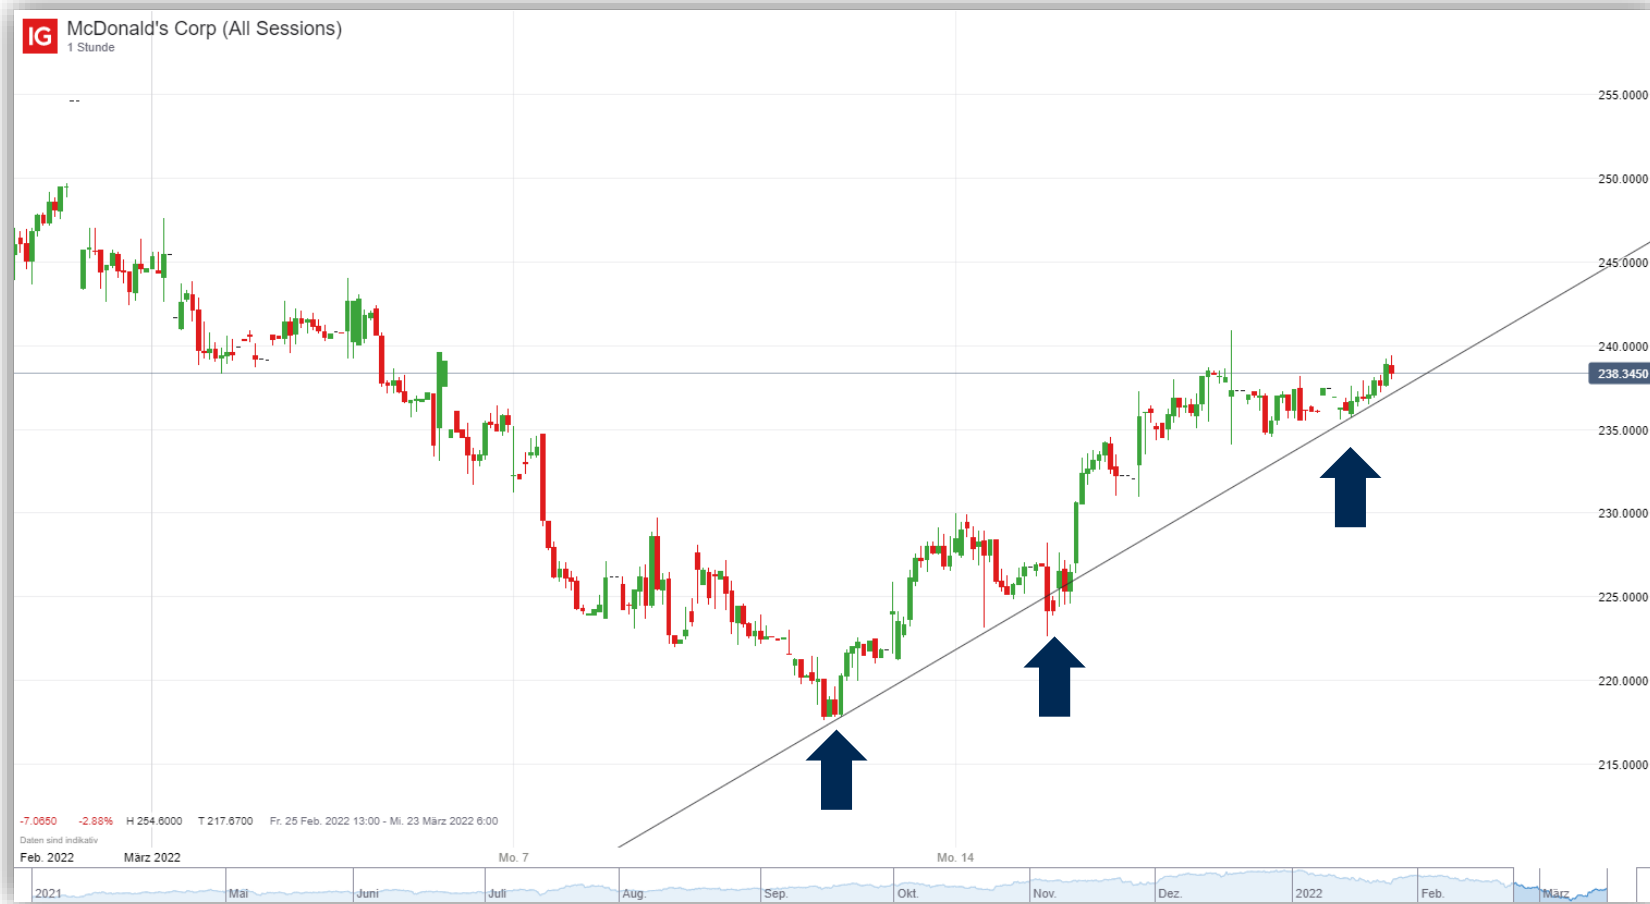 IG
McDonald's Corp (All Sessions)
1 Stunde
255.0000
250.0000
245.0000
240.0000
238.3450
235.0000
230.0000
225.0000
220.0000
215.0000
-7.0650 -2.88% H 254.6000 T 217.6700 Fr. 25 Feb. 2022 13:00 - Mi. 23 März 2022 6:00
Daten sind indikativ
Feb. 2022 März 2022 Mo. 7 Mo. 14
2021 Mai Juni Juli Aug. Sep. Okt. Nov. Dez. 2022 Feb. März